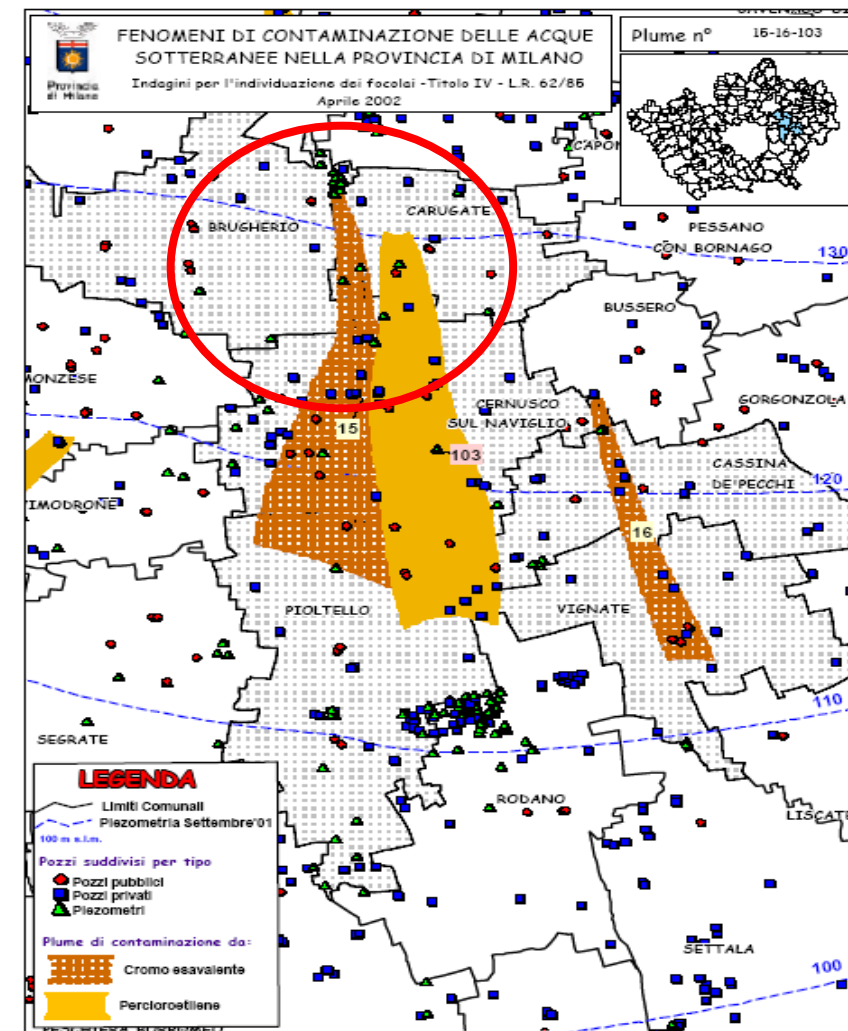 FENOMENI DI CONTAMINAZIONE DELLE ACQUE
SOTTERRANEE NELLA PROVINCIA DI MILANO
Indagini per l'individuazione dei focolai -Titolo IV - L.R. 62/85
Aprile 2002
Provincia
di Milano
Plume n° 15-16-103
CARUGATE
BRUGHERIO
PESSANO
CON BORNAGO
130
BUSSERO
MONZESE
GORGONZOLA
CERNUSCO
SUL NAVIGLIO
15
103
CASSINA
DE'PECCHI
120
VIMODRONE
16
PIOLTELLO
VIGNATE
110
SEGRATE
RODANO
LISCATE
SETTALA
100
LEGENDA
Limiti Comunali
Piezometria Settembre'01
100 m s.l.m.
Pozzi suddivisi per tipo
Pozzi pubblici
Pozzi privati
Piezometri
Plume di contaminazione da:
Cromo esavalente
Percloroetilene